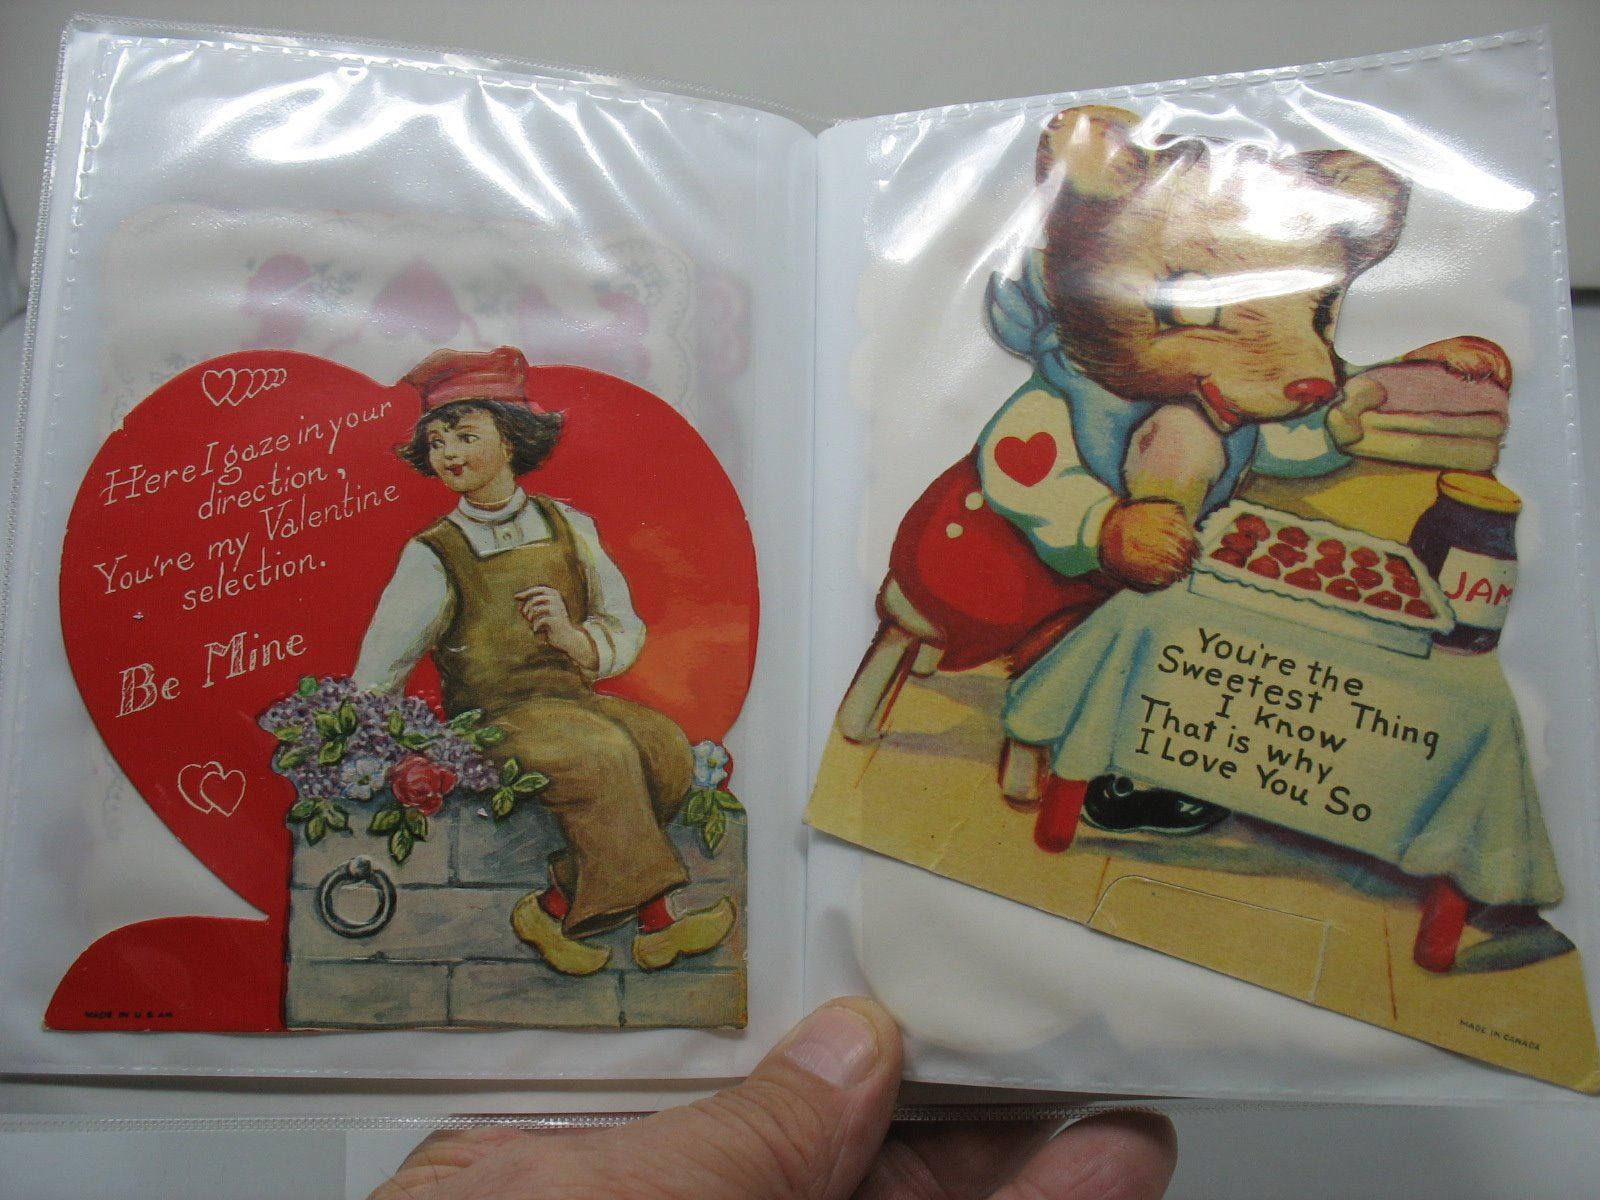 Here I gaze in your
direction,
You're my Valentine
selection.
Be Mine
MADE IN U S AM
JAM
You're the
Sweetest Thing
I Know
That is why
I Love You So
MADE IN CANADA